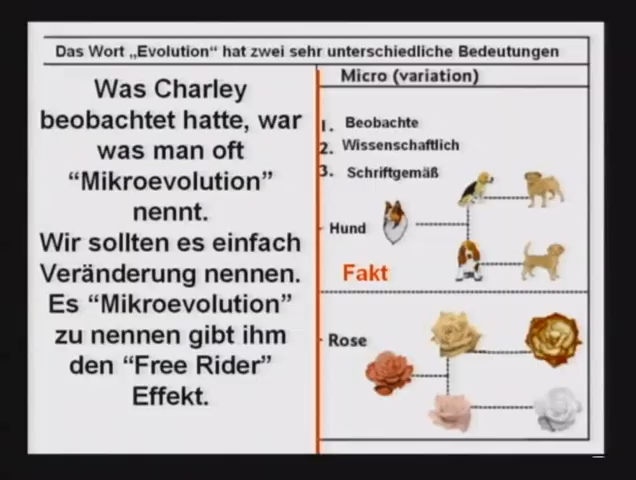 Das Wort „Evolution“ hat zwei sehr unterschiedliche Bedeutungen
Was Charley
beobachtet hatte, war
was man oft
“Mikroevolution”
nennt.
Wir sollten es einfach
Veränderung nennen.
Es “Mikroevolution”
zu nennen gibt ihm
den “Free Rider”
Effekt.
Micro (variation)
1. Beobachte
2. Wissenschaftlich
3. Schriftgemäß
- Hund
Fakt
- Rose